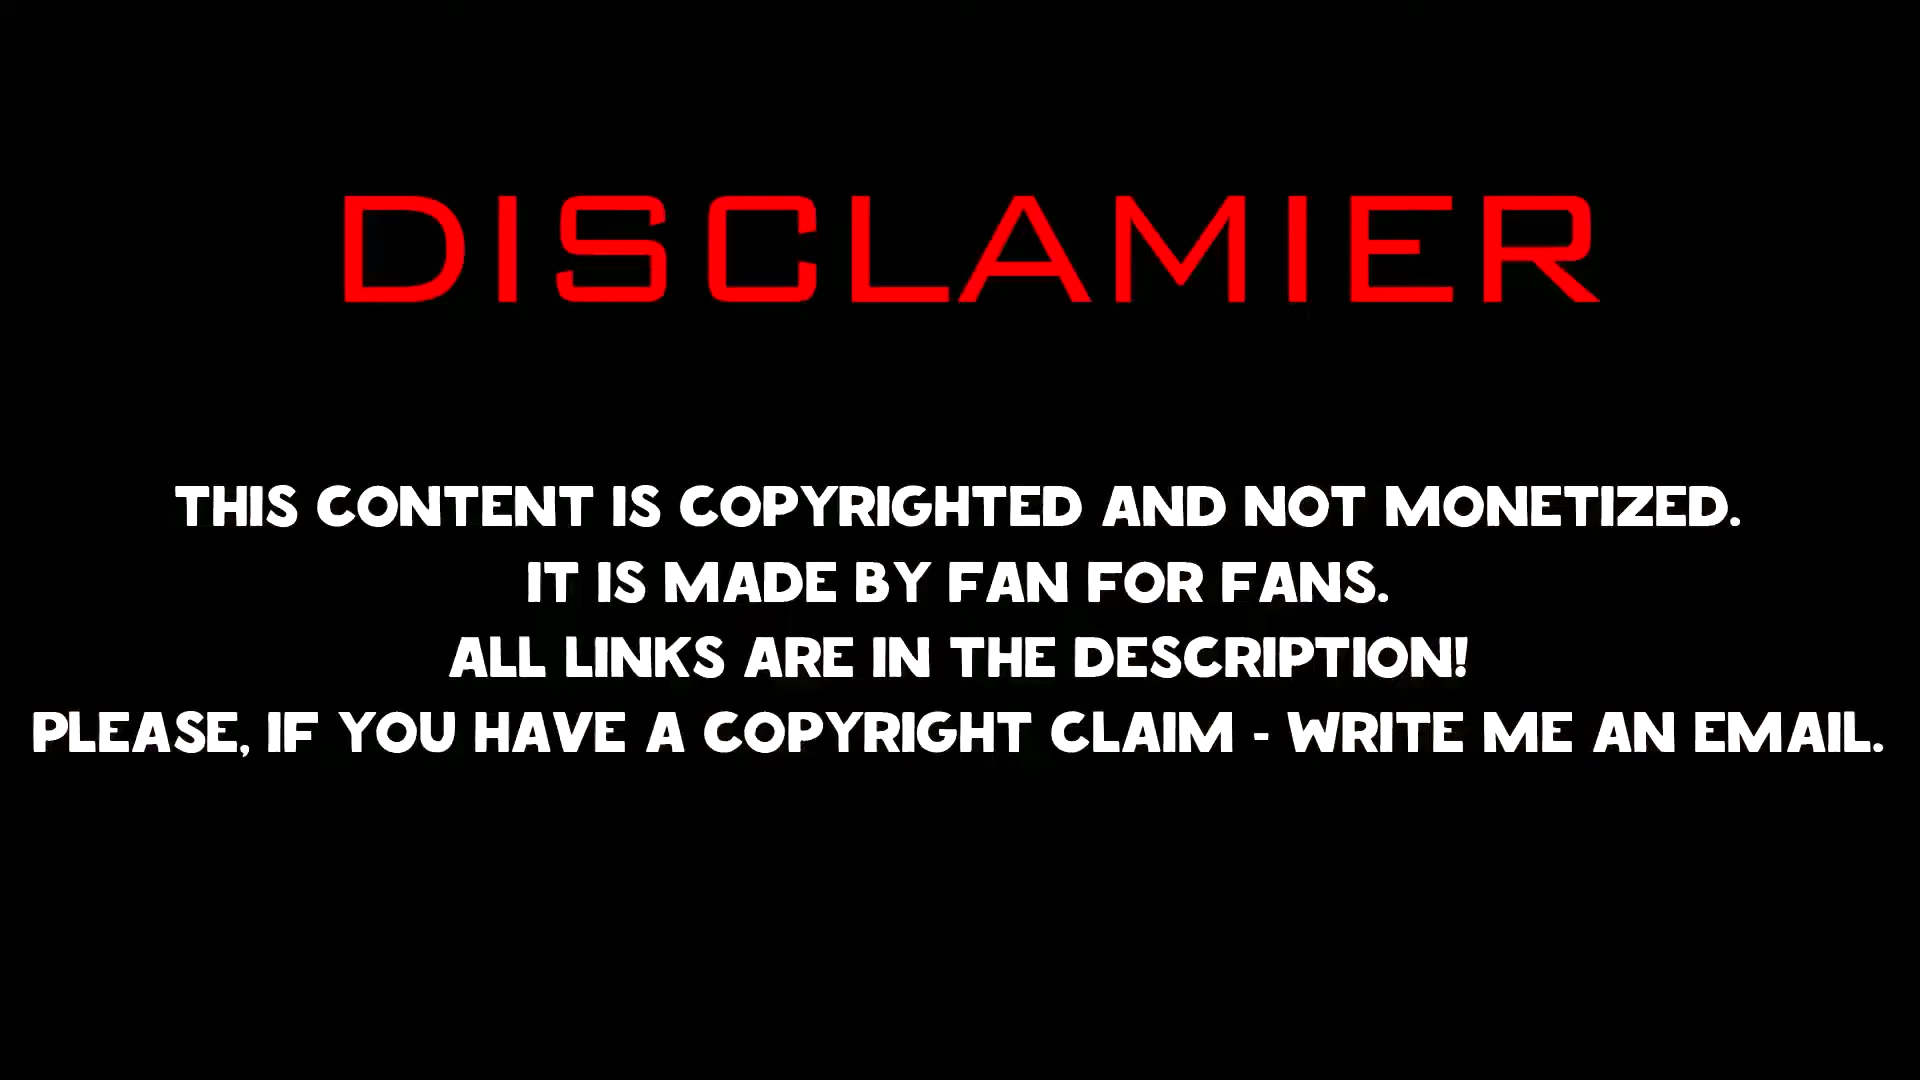 DISCLAMIER
THIS CONTENT IS COPYRIGHTED AND NOT MONETIZED.
IT IS MADE BY FAN FOR FANS.
ALL LINKS ARE IN THE DESCRIPTION!
PLEASE, IF YOU HAVE A COPYRIGHT CLAIM - WRITE ME AN EMAIL.